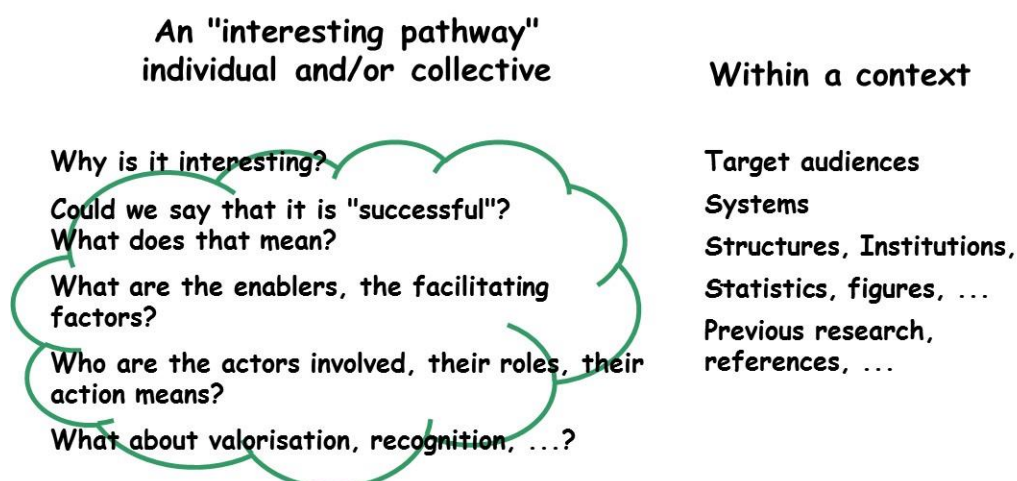 An "interesting pathway"
individual and/or collective
Why is it interesting?
Could we say that it is "successful"?
What does that mean?
What are the enablers, the facilitating
factors?
Who are the actors involved, their roles, their
action means?
What about valorisation, recognition, ...?
Within a context
Target audiences
Systems
Structures, Institutions,
Statistics, figures, ...
Previous research,
references, ...